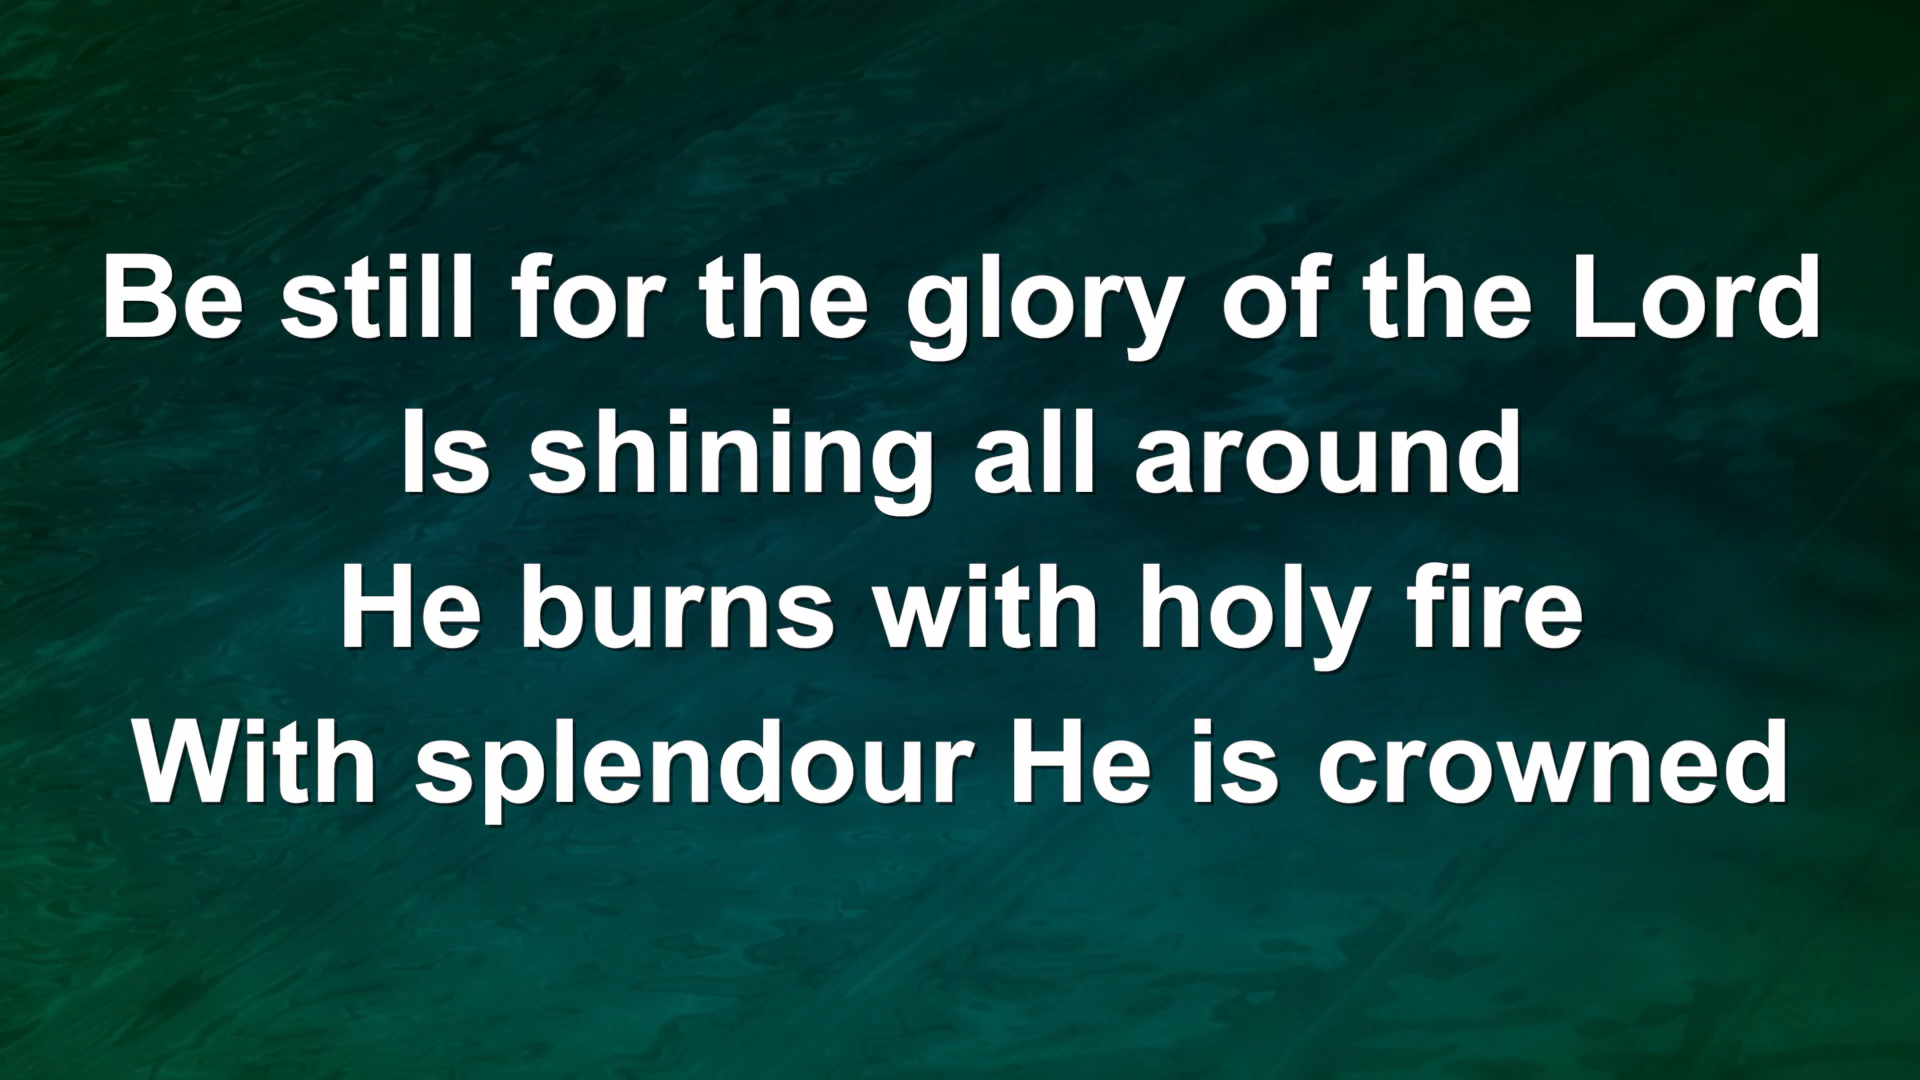 Be still for the glory of the Lord
Is shining all around
He burns with holy fire
With splendour He is crowned